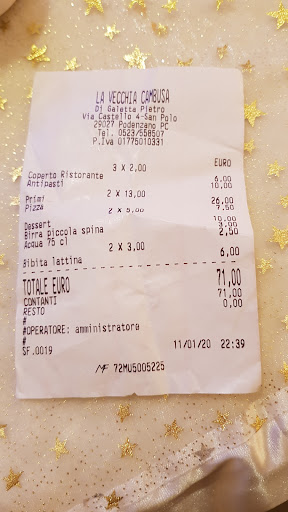 LA VECCHIA CAMBUSA
Di Galetta Pietro
Via Castello 4-San Polo
29027 Podenzano PC
Tel. 0523/558507
P.Iva 01775010331
EURO
3 X 2,00
Coperto Ristorante 6,00
Antipasti 10,00
2 X 13,00
Primi 26,00
Pizza 7,50
2 X 5,00
Dessert 10,00
Birra piccola spina 3,00
Acqua 75 cl 2,50
2 X 3,00
Bibita lattina 6,00
TOTALE EURO 71,00
CONTANTI 71,00
RESTO 0,00
#
#OPERATORE: amministratore
#
SF.0019 11/01/20 22:39
MF 72MU5005225